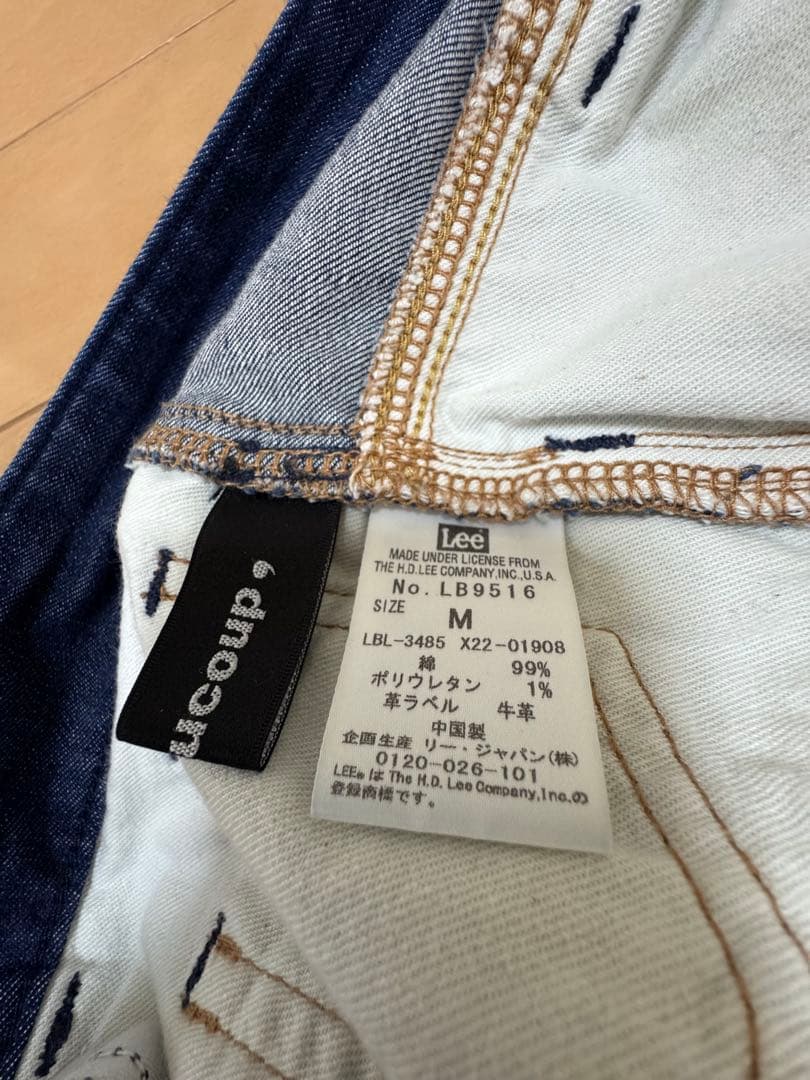 ucoup,
Lee
MADE UNDER LICENSE FROM
THE H.D.LEE COMPANY,INC.,U.S.A.
No. LB9516
SIZE M
LBL-3485 X22-01908
綿 99%
ポリウレタン 1%
革ラベル 牛革
中国製
企画生産 リー・ジャパン(株)
0120-026-101
LEE®は The H.D. Lee Company,Inc.の
登録商標です。